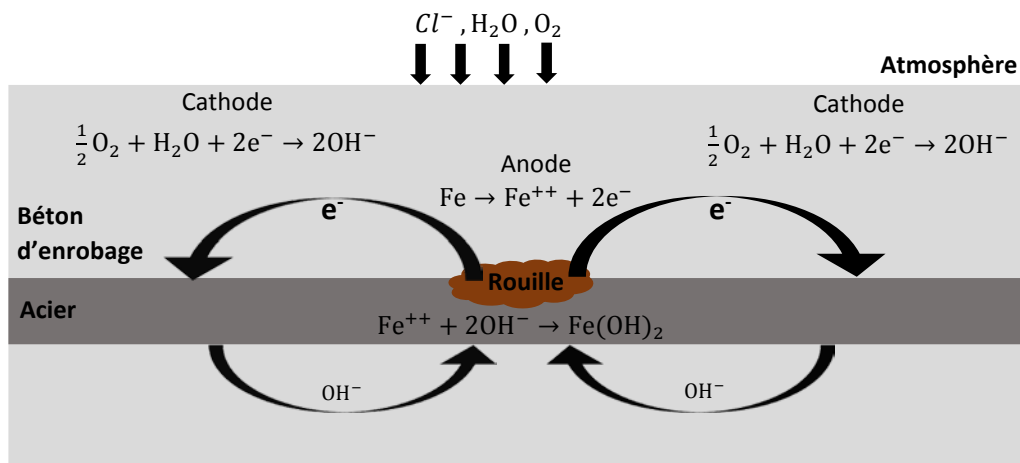 Cl⁻ , H₂O , O₂
Atmosphère
Cathode
½O₂ + H₂O + 2e⁻ → 2OH⁻
Cathode
½O₂ + H₂O + 2e⁻ → 2OH⁻
Anode
Fe → Fe⁺⁺ + 2e⁻
e⁻
e⁻
Béton
d’enrobage
Rouille
Acier
Fe⁺⁺ + 2OH⁻ → Fe(OH)₂
OH⁻
OH⁻